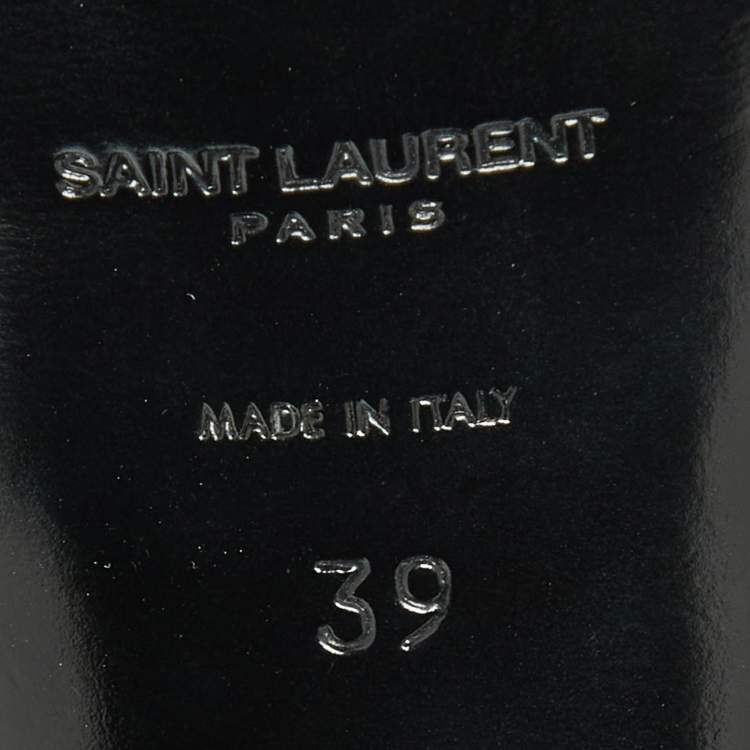 SAINT LAURENT
PARIS
MADE IN ITALY
39